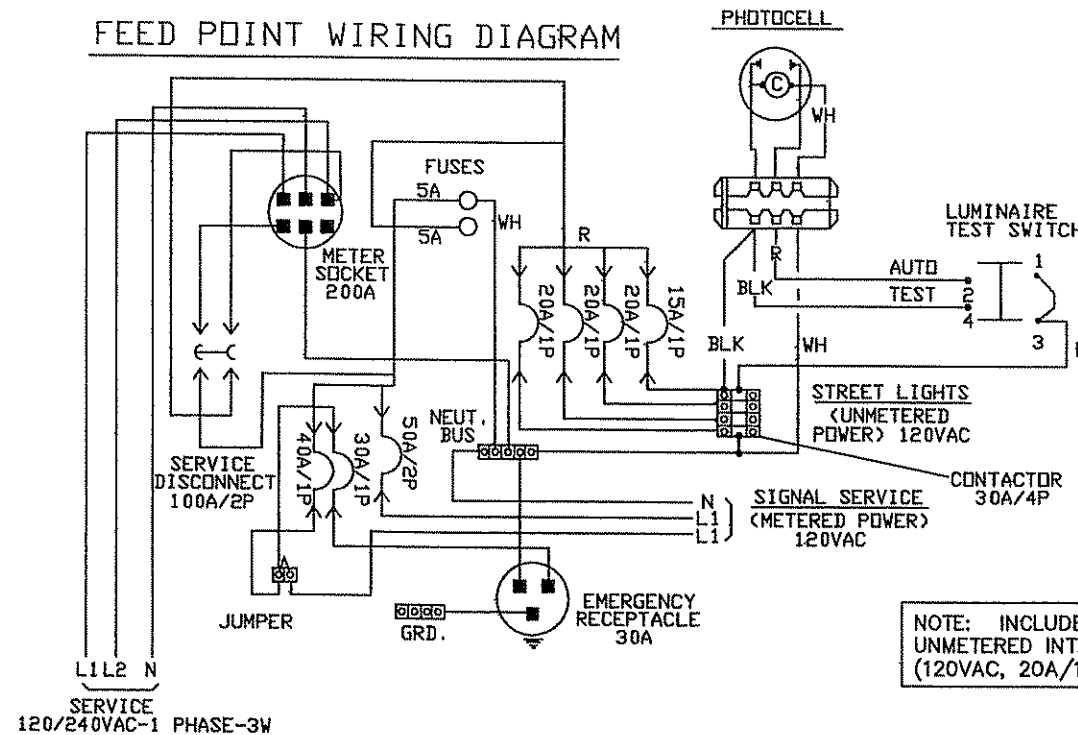 FEED POINT WIRING DIAGRAM
PHOTOCELL
C
WH
FUSES
5A
5A
WH
METER
SOCKET
200A
R
20A/1P
20A/1P
20A/1P
15A/1P
R
BLK
BLK
WH
LUMINAIRE
TEST SWITCH
AUTO
TEST
1
2
4
3
STREET LIGHTS
(UNMETERED
POWER) 120VAC
CONTACTOR
30A/4P
SERVICE
DISCONNECT
100A/2P
40A/1P
30A/1P
50A/2P
NEUT.
BUS
N
L1
L1
SIGNAL SERVICE
(METERED POWER)
120VAC
A
JUMPER
GRD.
EMERGENCY
RECEPTACLE
30A
L1 L2 N
SERVICE
120/240VAC-1 PHASE-3W
NOTE: INCLUDE
UNMETERED INT
(120VAC, 20A/1